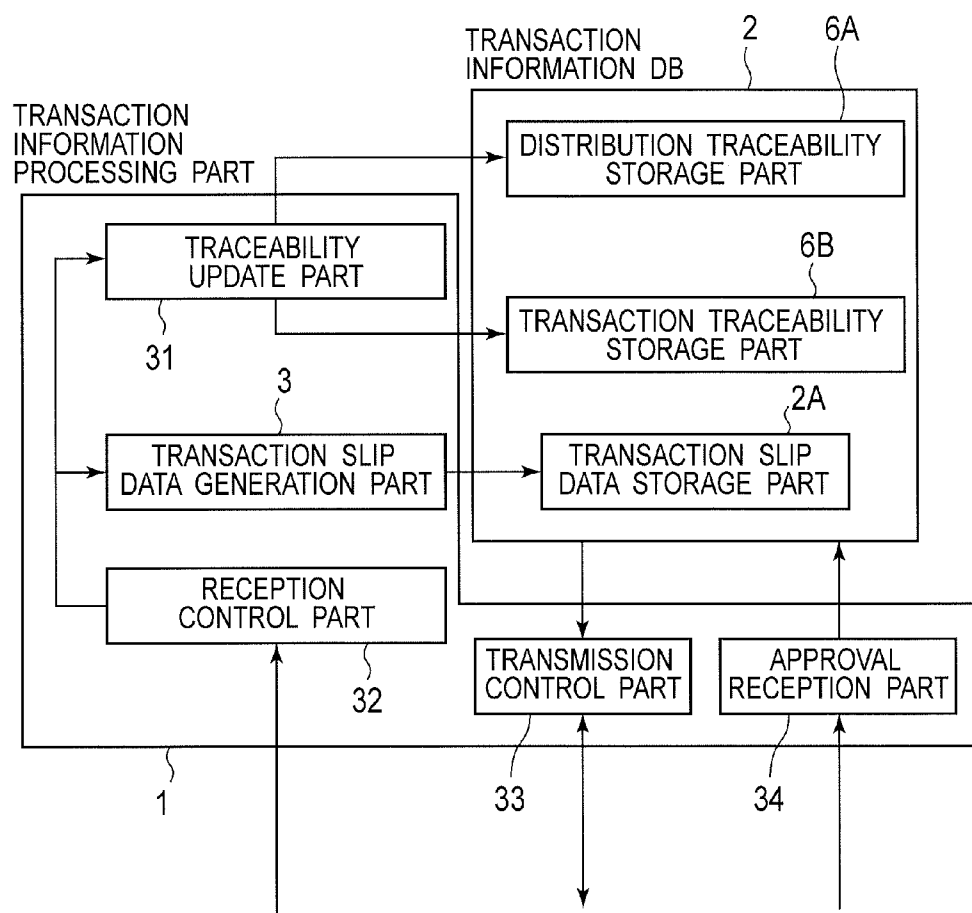 TRANSACTION
INFORMATION DB
2
6A
TRANSACTION
INFORMATION
PROCESSING PART
DISTRIBUTION TRACEABILITY
STORAGE PART
TRACEABILITY
UPDATE PART
31
6B
TRANSACTION TRACEABILITY
STORAGE PART
3
TRANSACTION SLIP
DATA GENERATION PART
2A
TRANSACTION SLIP
DATA STORAGE PART
RECEPTION
CONTROL PART
32
TRANSMISSION
CONTROL PART
APPROVAL
RECEPTION PART
1
33
34